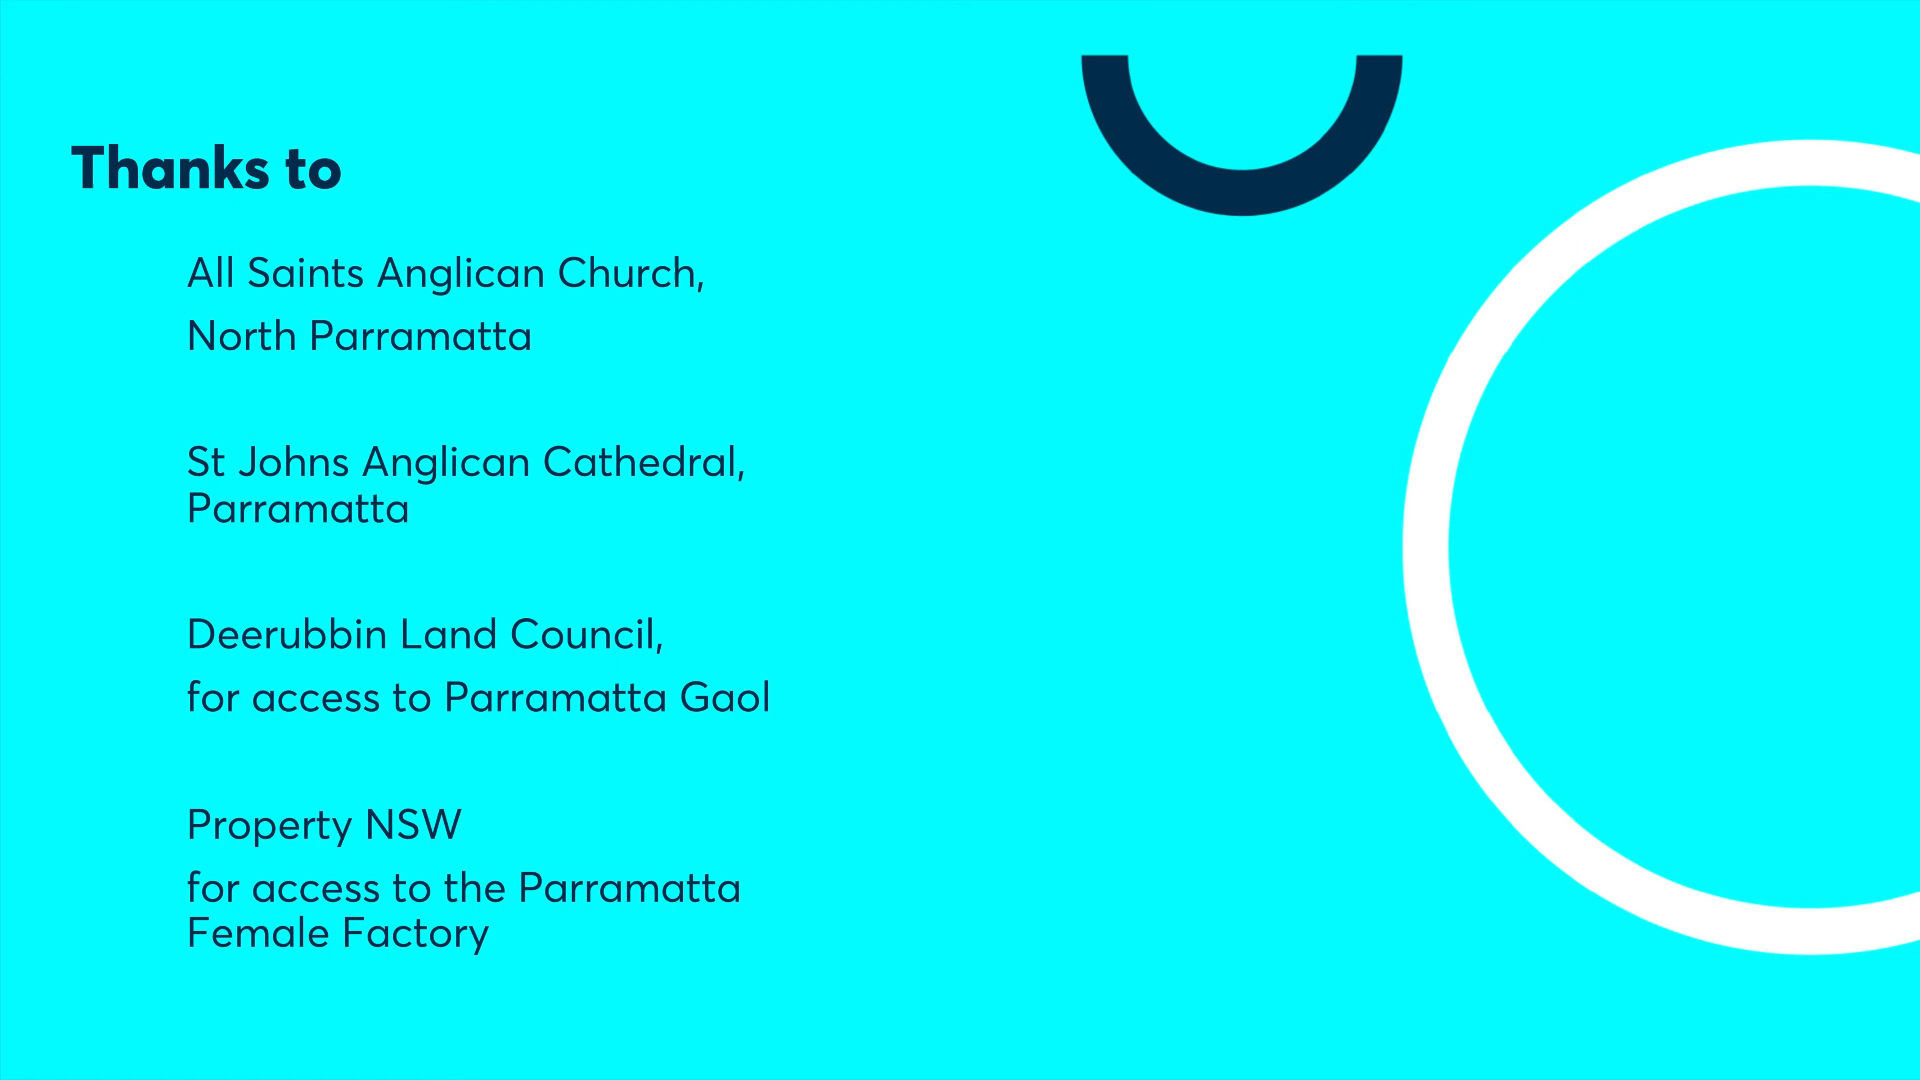 Thanks to
All Saints Anglican Church,
North Parramatta
St Johns Anglican Cathedral,
Parramatta
Deerubbin Land Council,
for access to Parramatta Gaol
Property NSW
for access to the Parramatta
Female Factory